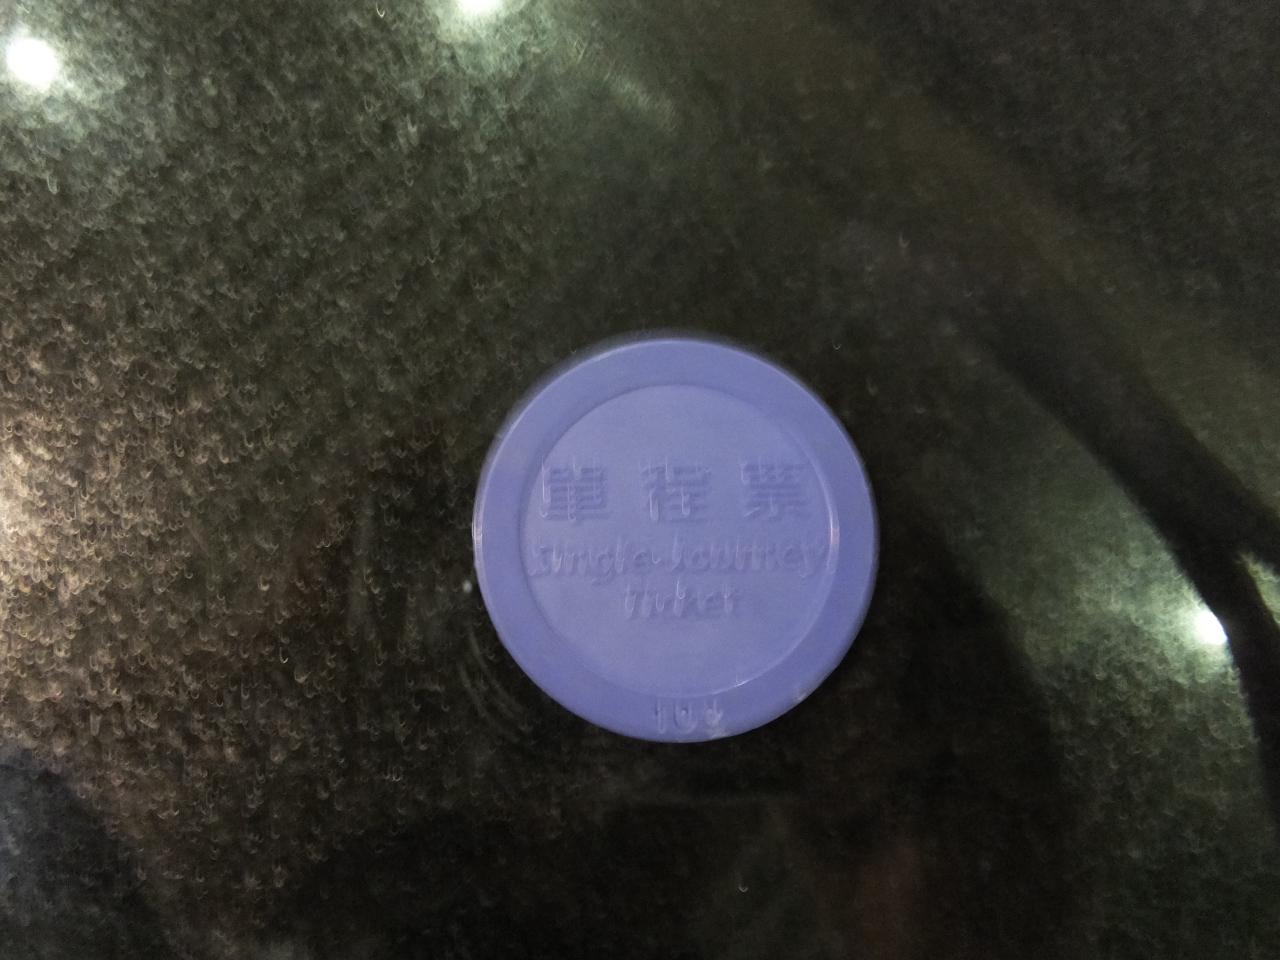 單程票
Single Journey
Ticket